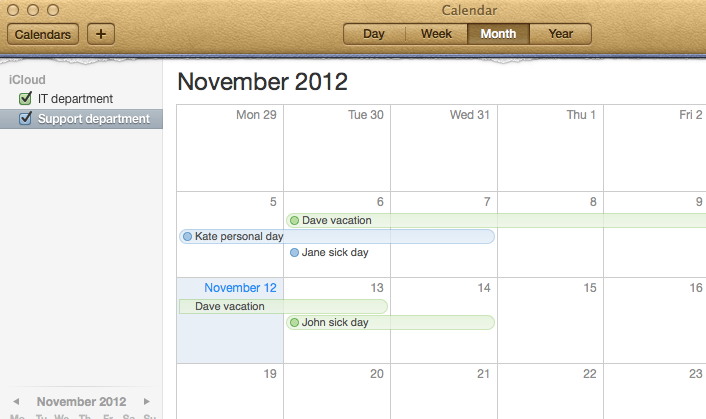 Calendar
Calendars + Day Week Month Year
iCloud
IT department
Support department
November 2012
Mon 29 Tue 30 Wed 31 Thu 1 Fri 2
5 6 7 8 9
Dave vacation
Kate personal day
Jane sick day
November 12 13 14 15 16
Dave vacation
John sick day
19 20 21 22 23
November 2012
Mo Tu We Th Fr Sa Su